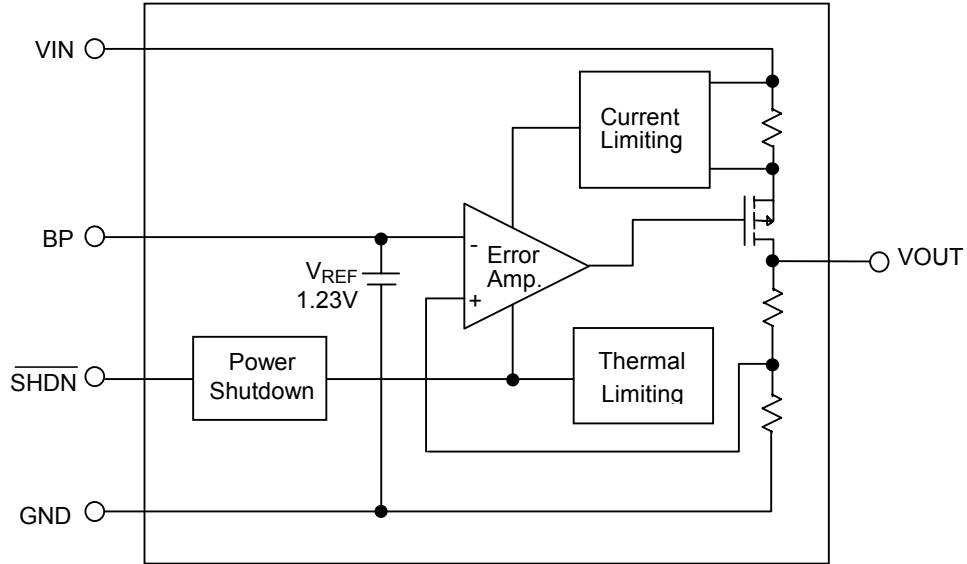 VIN
Current
Limiting
BP
-
Error
Amp.
+
VREF
1.23V
VOUT
SHDN
Power
Shutdown
Thermal
Limiting
GND